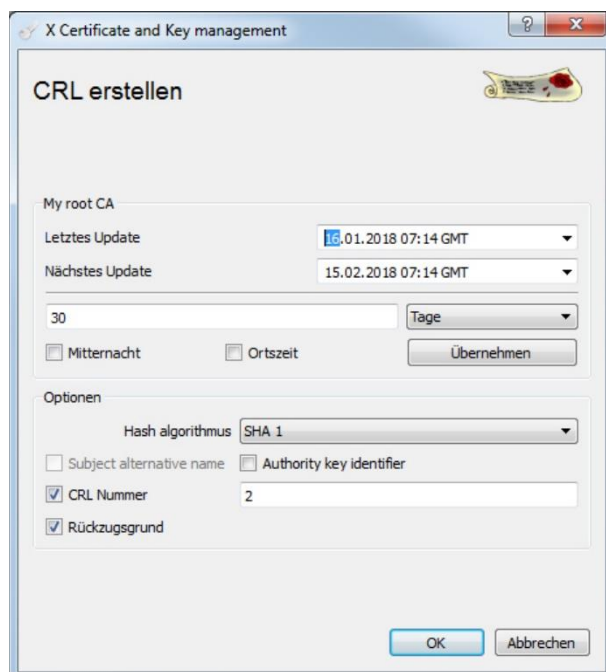 X Certificate and Key management
CRL erstellen
My root CA
Letztes Update 16.01.2018 07:14 GMT
Nächstes Update 15.02.2018 07:14 GMT
30 Tage
Mitternacht Ortszeit Übernehmen
Optionen
Hash algorithmus SHA 1
Subject alternative name Authority key identifier
CRL Nummer 2
Rückzugsgrund
OK Abbrechen